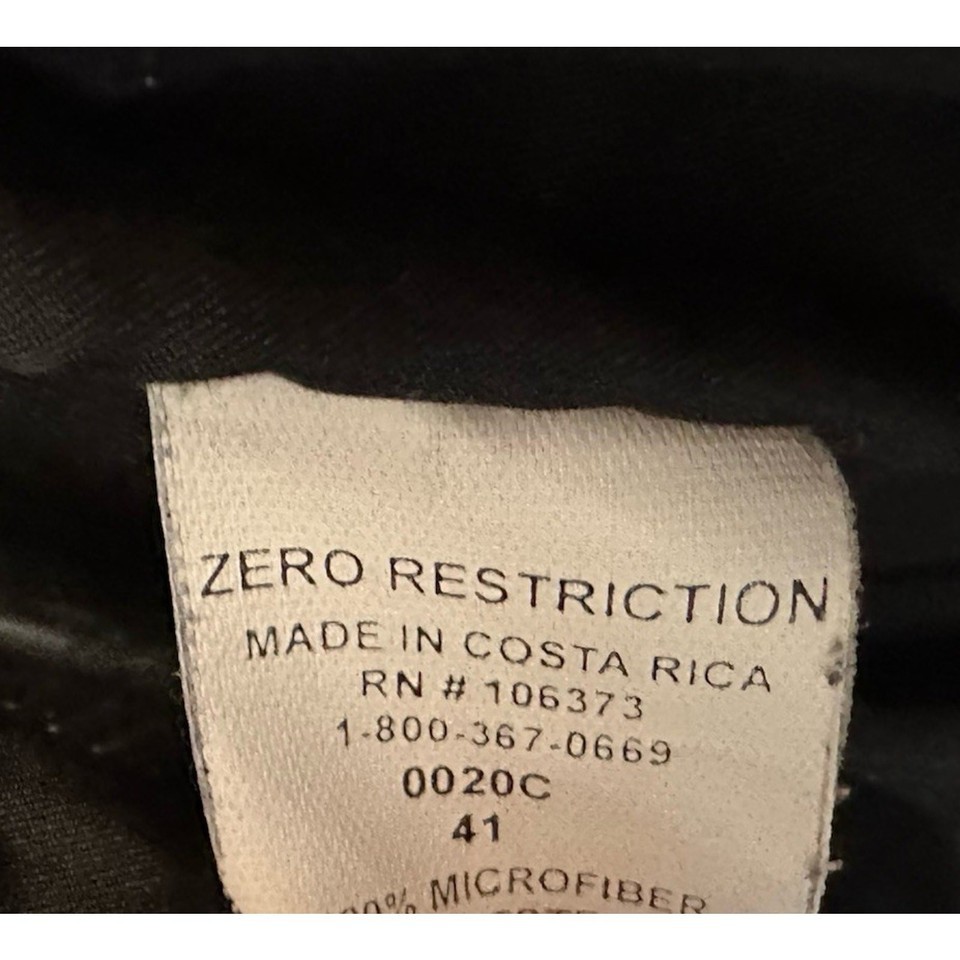 ZERO RESTRICTION
MADE IN COSTA RICA
RN # 106373
1-800-367-0669
0020C
41
MICROFIBER